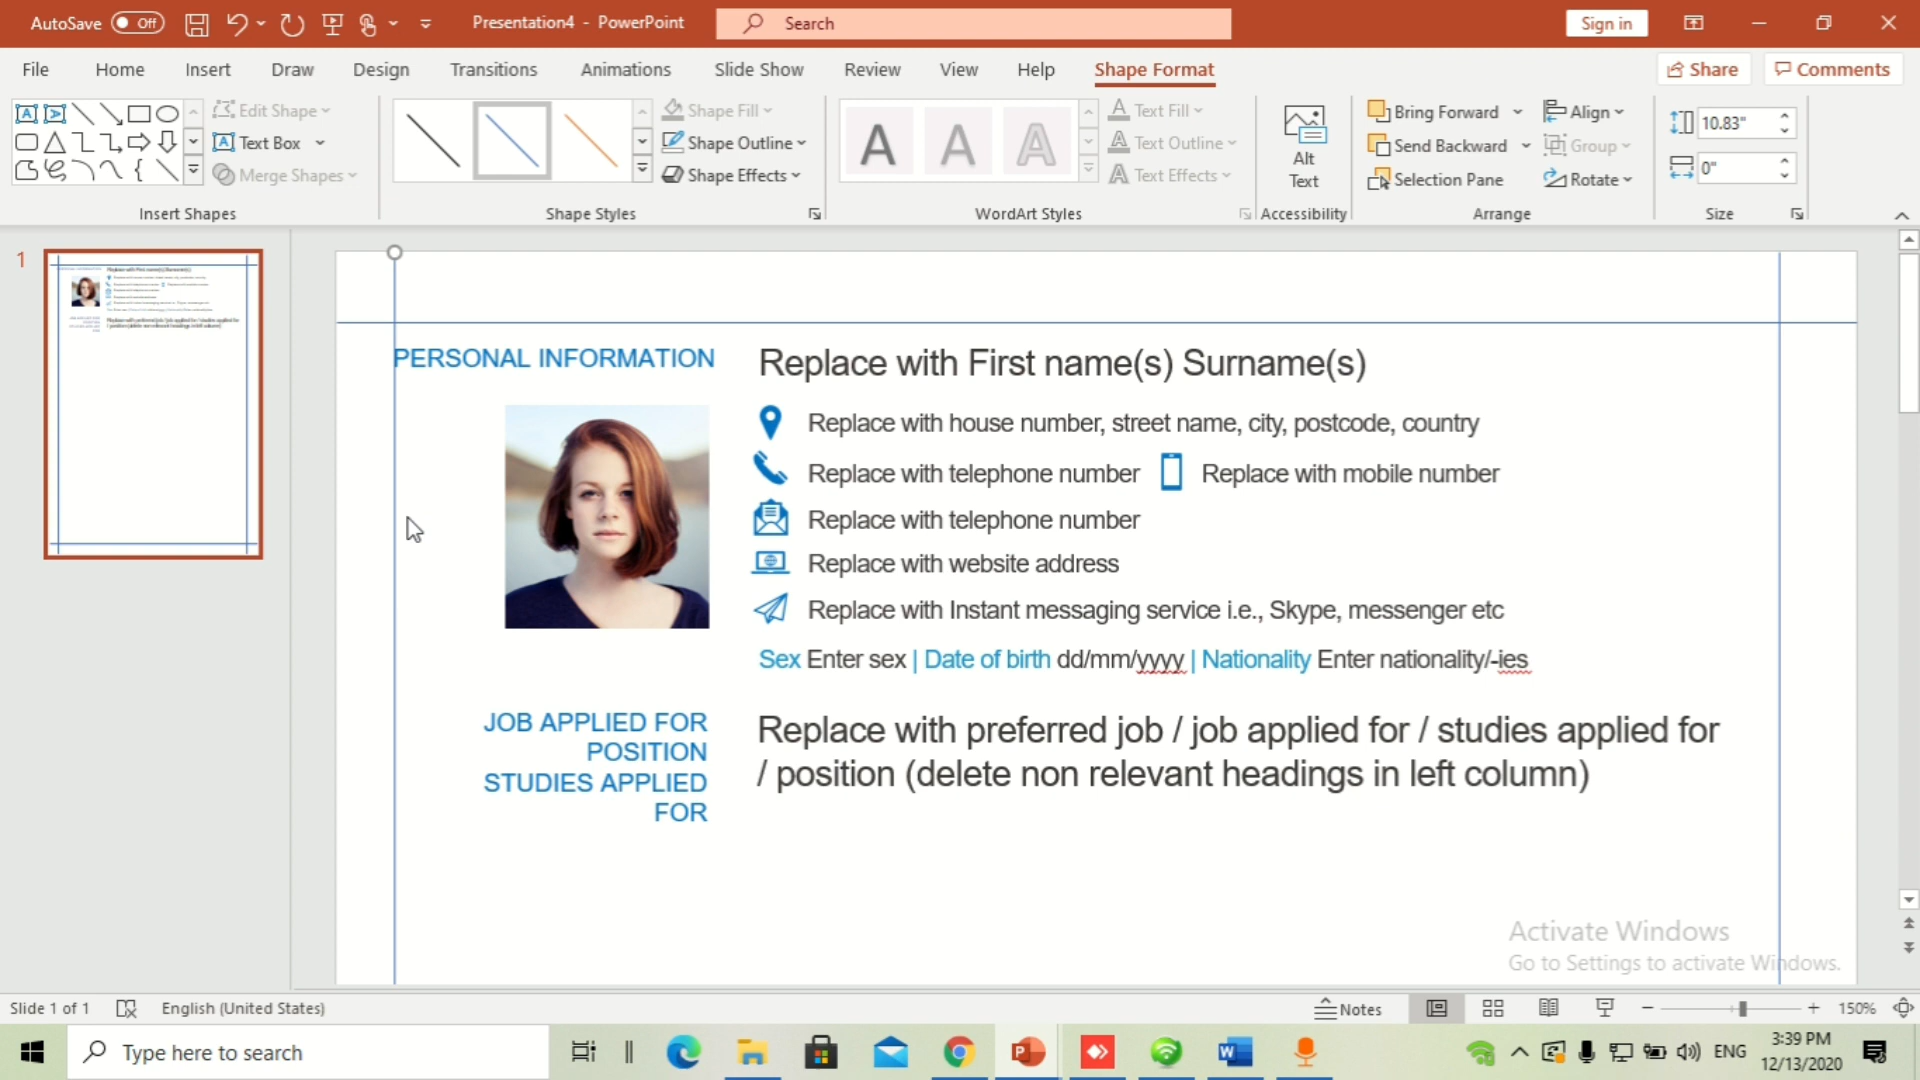 AutoSave Off Presentation4 - PowerPoint Search Sign in
File Home Insert Draw Design Transitions Animations Slide Show Review View Help Shape Format Share Comments
Edit Shape
Text Box
Merge Shapes
Insert Shapes
Shape Fill
Shape Outline
Shape Effects
Shape Styles
A A A
Text Fill
Text Outline
Text Effects
WordArt Styles
Alt
Text
Accessibility
Bring Forward
Send Backward
Selection Pane
Align
Group
Rotate
Arrange
10.83"
0"
Size
1
PERSONAL INFORMATION
Replace with First name(s) Surname(s)
Replace with house number, street name, city, postcode, country
Replace with telephone number Replace with mobile number
Replace with telephone number
Replace with website address
Replace with Instant messaging service i.e., Skype, messenger etc
Sex Enter sex | Date of birth dd/mm/yyyy | Nationality Enter nationality/-ies
JOB APPLIED FOR
POSITION
STUDIES APPLIED
FOR
Replace with preferred job / job applied for / studies applied for
/ position (delete non relevant headings in left column)
Activate Windows
Go to Settings to activate Windows.
Slide 1 of 1 English (United States) Notes 150%
Type here to search
ENG
3:39 PM
12/13/2020